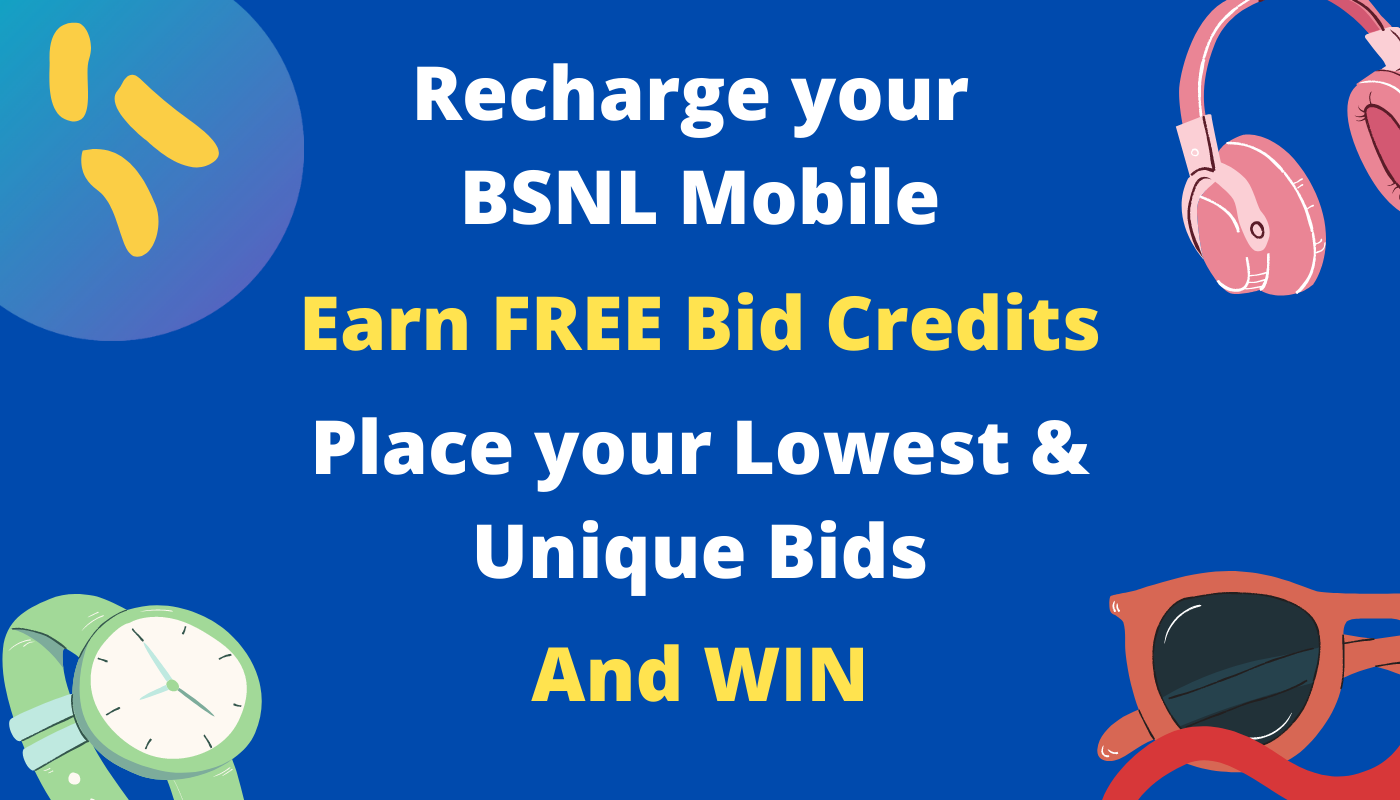 Recharge your
BSNL Mobile
Earn FREE Bid Credits
Place your Lowest &
Unique Bids
And WIN